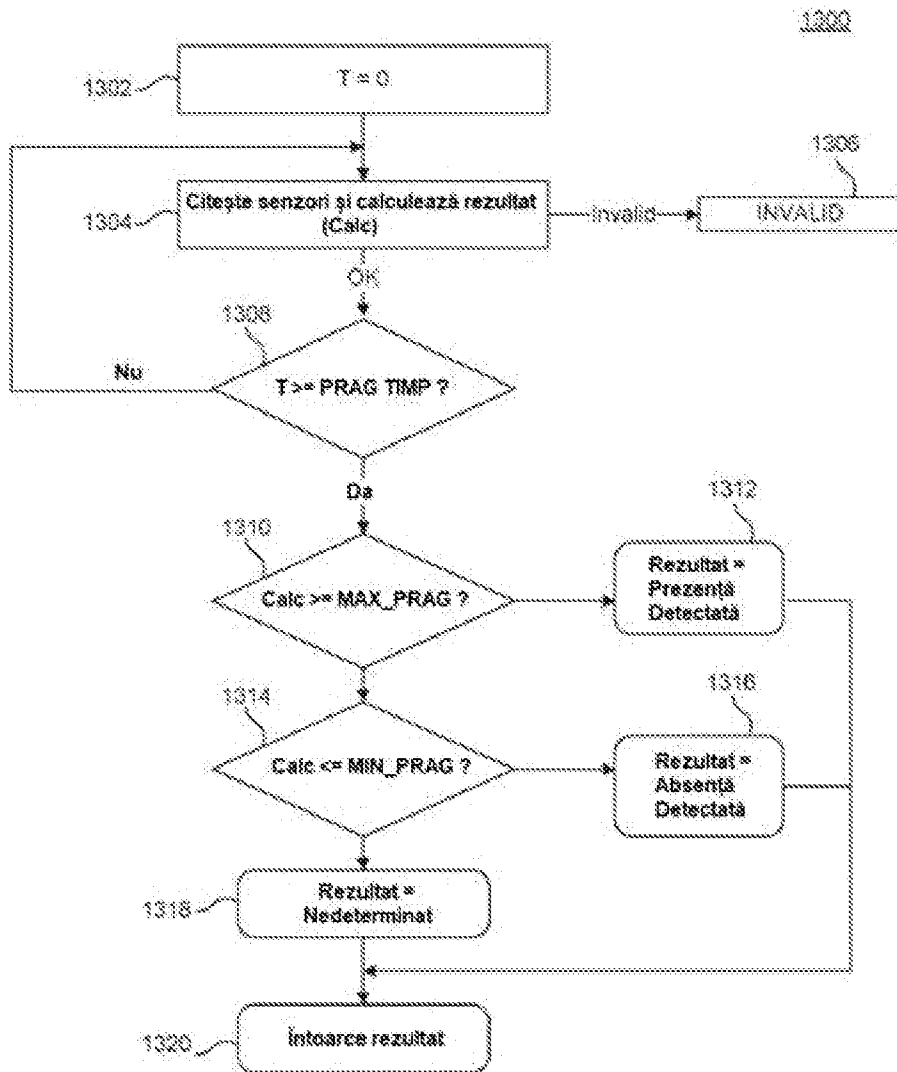 1300
1302
T = 0
1306
1304
Citește senzori și calculează rezultat
(Calc)
Invalid
INVALID
OK
1308
Nu
T >= PRAG TIMP ?
Da
1310
1312
Calc >= MAX_PRAG ?
Rezultat =
Prezență
Detectată
1314
1316
Calc <= MIN_PRAG ?
Rezultat =
Absență
Detectată
1318
Rezultat =
Nedeterminat
1320
Întoarce rezultat